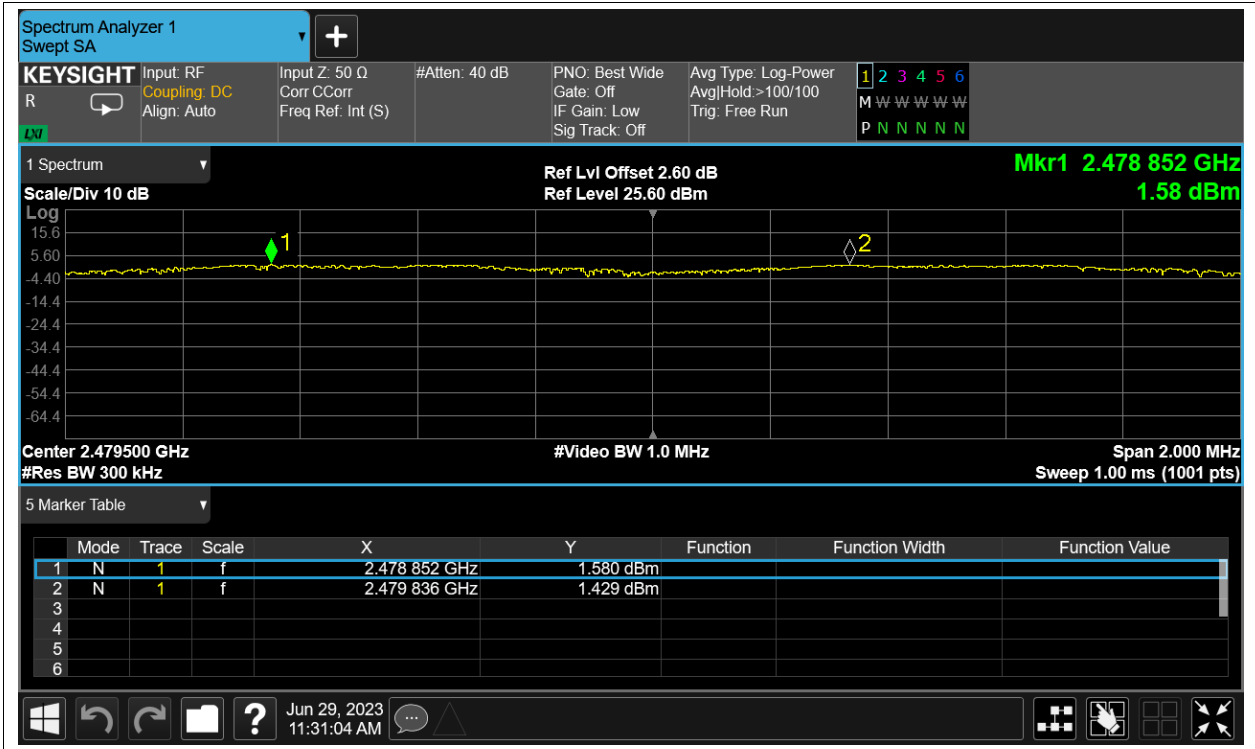 Spectrum Analyzer 1
Swept SA
+
KEYSIGHT Input: RF Input Z: 50 Ω #Atten: 40 dB PNO: Best Wide Avg Type: Log-Power 1 2 3 4 5 6
R Coupling: DC Corr CCorr Gate: Off Avg|Hold:>100/100 M W W W W W
Align: Auto Freq Ref: Int (S) IF Gain: Low Trig: Free Run
LXI Sig Track: Off P N N N N N
1 Spectrum Ref Lvl Offset 2.60 dB Mkr1 2.478 852 GHz
Scale/Div 10 dB Ref Level 25.60 dBm 1.58 dBm
Log
15.6
1 2
5.60
-4.40
-14.4
-24.4
-34.4
-44.4
-54.4
-64.4
Center 2.479500 GHz #Video BW 1.0 MHz Span 2.000 MHz
#Res BW 300 kHz Sweep 1.00 ms (1001 pts)
5 Marker Table
Mode Trace Scale X Y Function Function Width Function Value
1 N 1 f 2.478 852 GHz 1.580 dBm
2 N 1 f 2.479 836 GHz 1.429 dBm
3
4
5
6
? Jun 29, 2023
11:31:04 AM